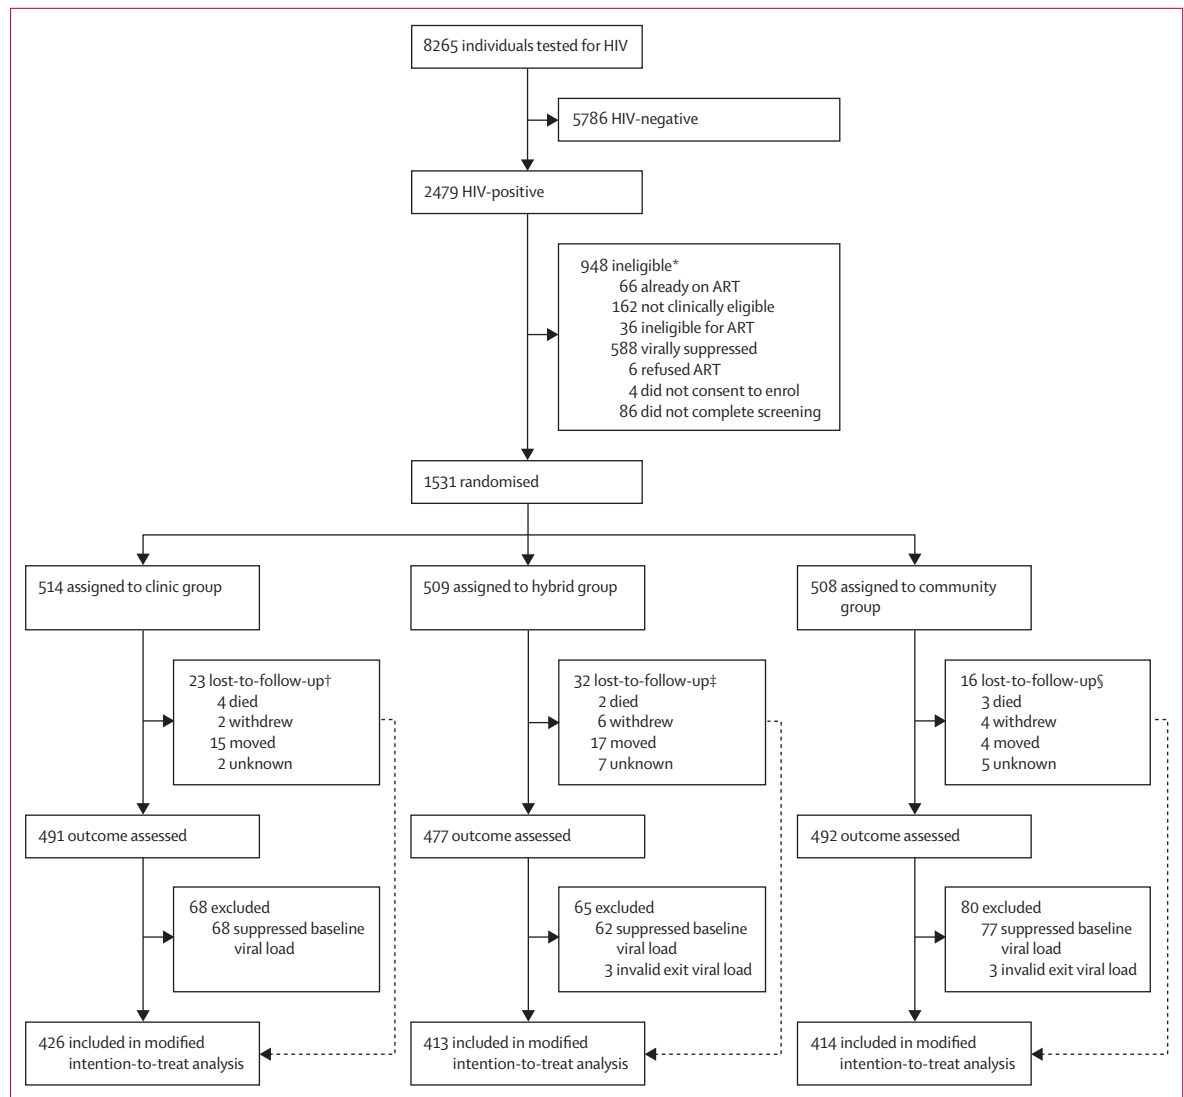 8265 individuals tested for HIV
5786 HIV-negative
2479 HIV-positive
948 ineligible*
66 already on ART
162 not clinically eligible
36 ineligible for ART
588 virally suppressed
6 refused ART
4 did not consent to enrol
86 did not complete screening
1531 randomised
514 assigned to clinic group
509 assigned to hybrid group
508 assigned to community
group
23 lost-to-follow-up†
4 died
2 withdrew
15 moved
2 unknown
32 lost-to-follow-up‡
2 died
6 withdrew
17 moved
7 unknown
16 lost-to-follow-up§
3 died
4 withdrew
4 moved
5 unknown
491 outcome assessed
477 outcome assessed
492 outcome assessed
68 excluded
68 suppressed baseline
viral load
65 excluded
62 suppressed baseline
viral load
3 invalid exit viral load
80 excluded
77 suppressed baseline
viral load
3 invalid exit viral load
426 included in modified
intention-to-treat analysis
413 included in modified
intention-to-treat analysis
414 included in modified
intention-to-treat analysis